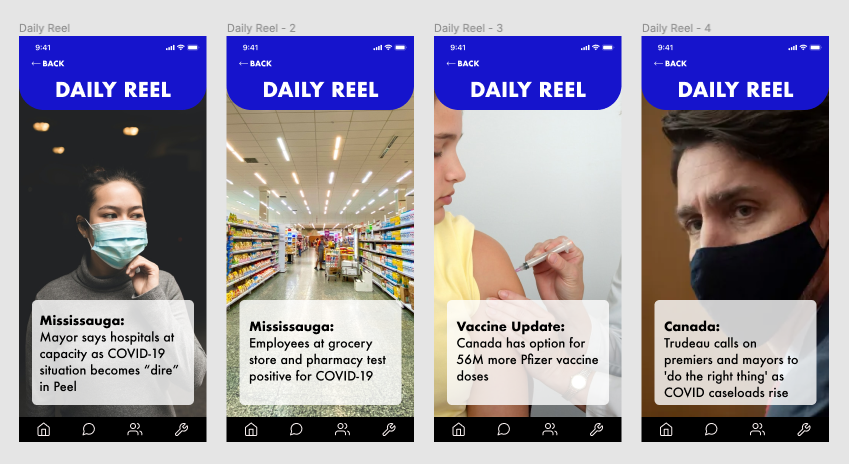 Daily Reel
9:41
← BACK
DAILY REEL
Mississauga:
Mayor says hospitals at
capacity as COVID-19
situation becomes “dire”
in Peel
Daily Reel - 2
9:41
← BACK
DAILY REEL
Mississauga:
Employees at grocery
store and pharmacy test
positive for COVID-19
Daily Reel - 3
9:41
← BACK
DAILY REEL
Vaccine Update:
Canada has option for
56M more Pfizer vaccine
doses
Daily Reel - 4
9:41
← BACK
DAILY REEL
Canada:
Trudeau calls on
premiers and mayors to
'do the right thing' as
COVID caseloads rise